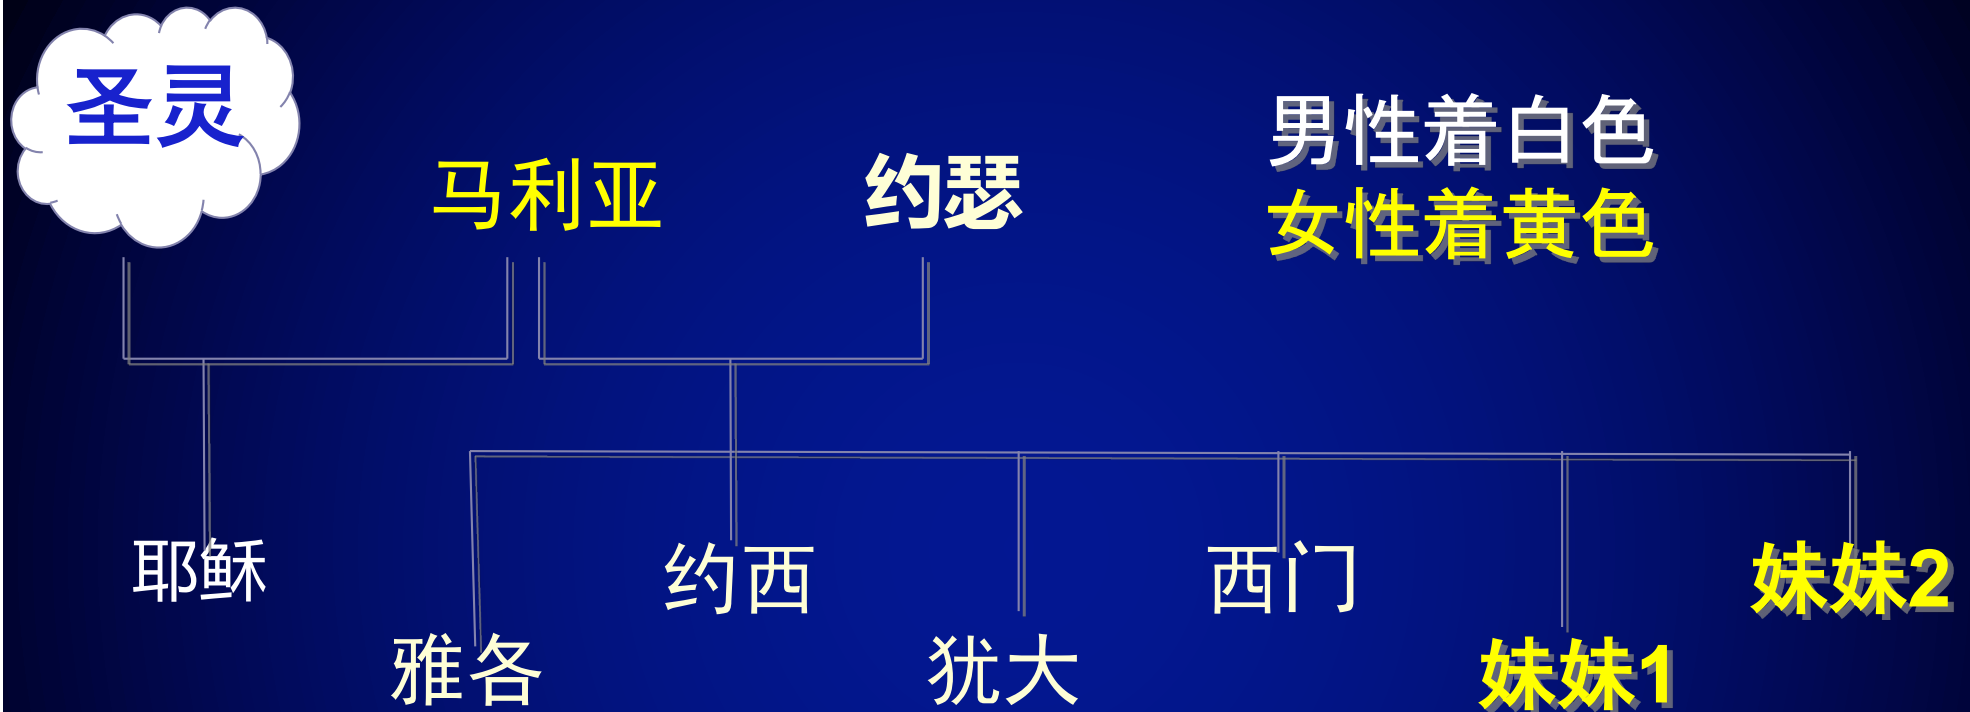 圣灵
马利亚
约瑟
男性着白色
女性着黄色
耶稣
雅各
约西
犹大
西门
妹妹1
妹妹2